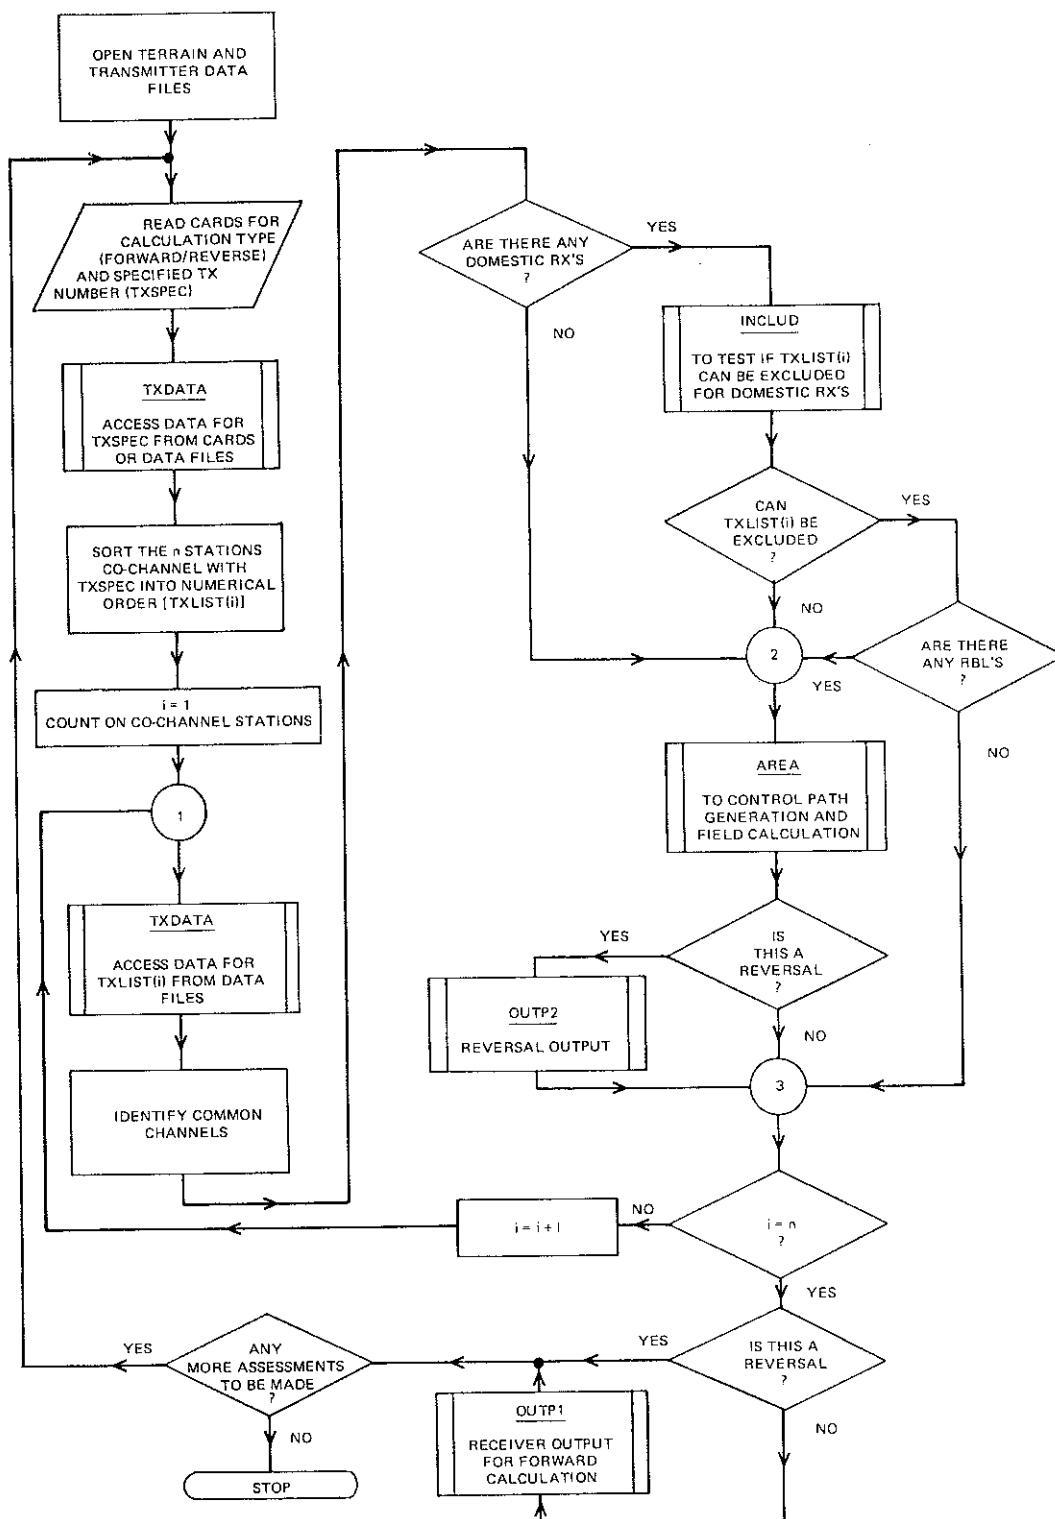 OPEN TERRAIN AND
TRANSMITTER DATA
FILES
READ CARDS FOR
CALCULATION TYPE
(FORWARD/REVERSE)
AND SPECIFIED TX
NUMBER (TXSPEC)
TXDATA
ACCESS DATA FOR
TXSPEC FROM CARDS
OR DATA FILES
SORT THE n STATIONS
CO-CHANNEL WITH
TXSPEC INTO NUMERICAL
ORDER [TXLIST(i)]
i = 1
COUNT ON CO-CHANNEL STATIONS
1
TXDATA
ACCESS DATA FOR
TXLIST(i) FROM DATA
FILES
IDENTIFY COMMON
CHANNELS
ARE THERE ANY
DOMESTIC RX'S
?
YES
NO
INCLUD
TO TEST IF TXLIST(i)
CAN BE EXCLUDED
FOR DOMESTIC RX'S
CAN
TXLIST(i) BE
EXCLUDED
?
YES
NO
2
ARE THERE
ANY RBL'S
?
YES
NO
AREA
TO CONTROL PATH
GENERATION AND
FIELD CALCULATION
IS
THIS A
REVERSAL
?
YES
NO
OUTP2
REVERSAL OUTPUT
3
i = n
?
NO
YES
i = i + 1
IS THIS A
REVERSAL
?
YES
NO
OUTP1
RECEIVER OUTPUT
FOR FORWARD
CALCULATION
ANY
MORE ASSESSMENTS
TO BE MADE
?
YES
NO
STOP